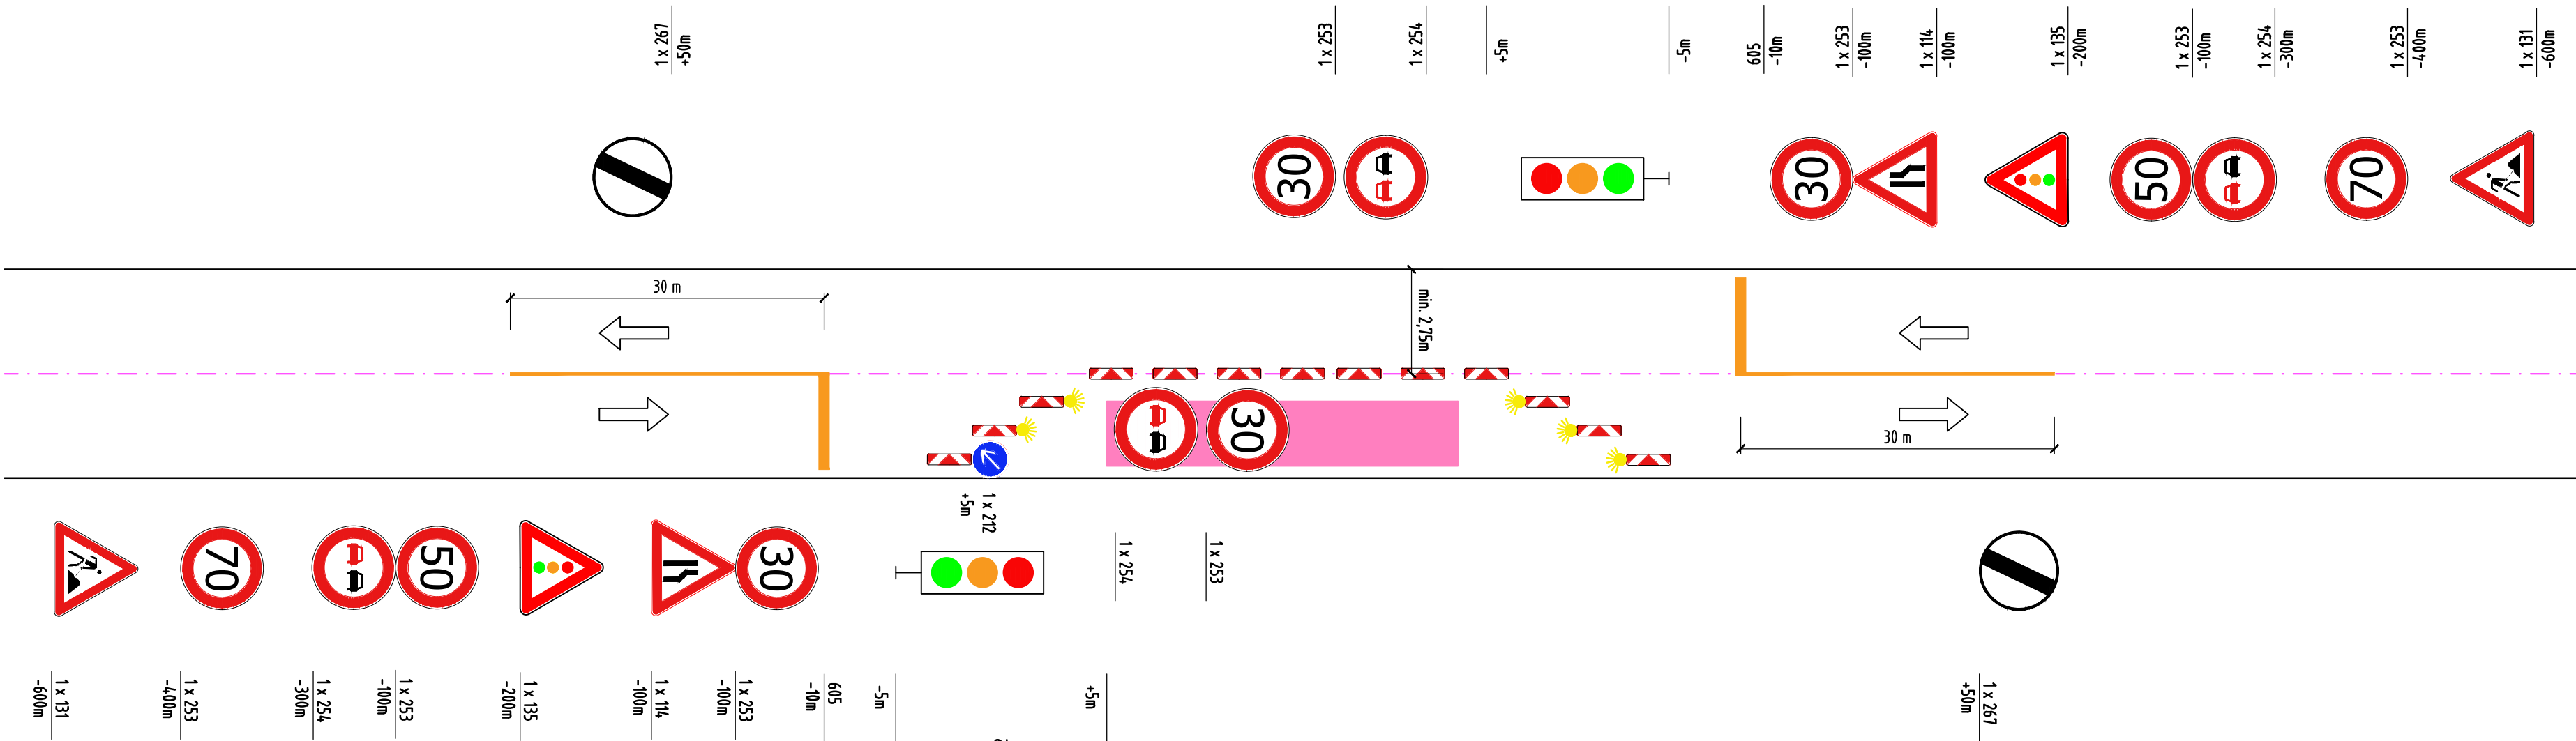 1 x 267
+50m
1 x 253
1 x 254
+5m
-5m
605
-10m
1 x 253
-100m
1 x 114
-100m
1 x 135
-200m
1 x 253
-100m
1 x 254
-300m
1 x 253
-400m
1 x 131
-600m
30
30
50
70
30 m
min. 2,75m
30
30 m
1 x 212
+5m
70
50
30
1 x 254
1 x 253
1 x 131
-600m
1 x 253
-400m
1 x 254
-300m
1 x 253
-100m
1 x 135
-200m
1 x 114
-100m
1 x 253
-100m
605
-10m
-5m
+5m
1 x 267
+50m